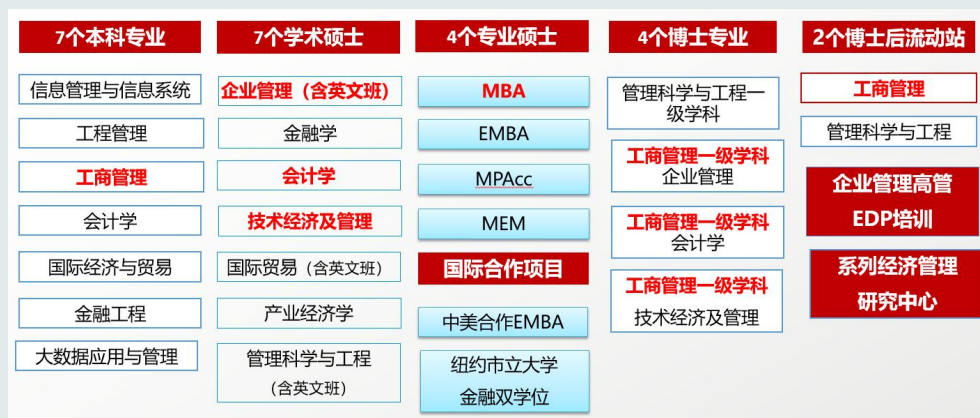 7个本科专业
信息管理与信息系统
工程管理
工商管理
会计学
国际经济与贸易
金融工程
大数据应用与管理
7个学术硕士
企业管理（含英文班）
金融学
会计学
技术经济及管理
国际贸易（含英文班）
产业经济学
管理科学与工程
（含英文班）
4个专业硕士
MBA
EMBA
MPAcc
MEM
国际合作项目
中美合作EMBA
纽约市立大学
金融双学位
4个博士专业
管理科学与工程一
级学科
工商管理一级学科
企业管理
工商管理一级学科
会计学
工商管理一级学科
技术经济及管理
2个博士后流动站
工商管理
管理科学与工程
企业管理高管
EDP培训
系列经济管理
研究中心